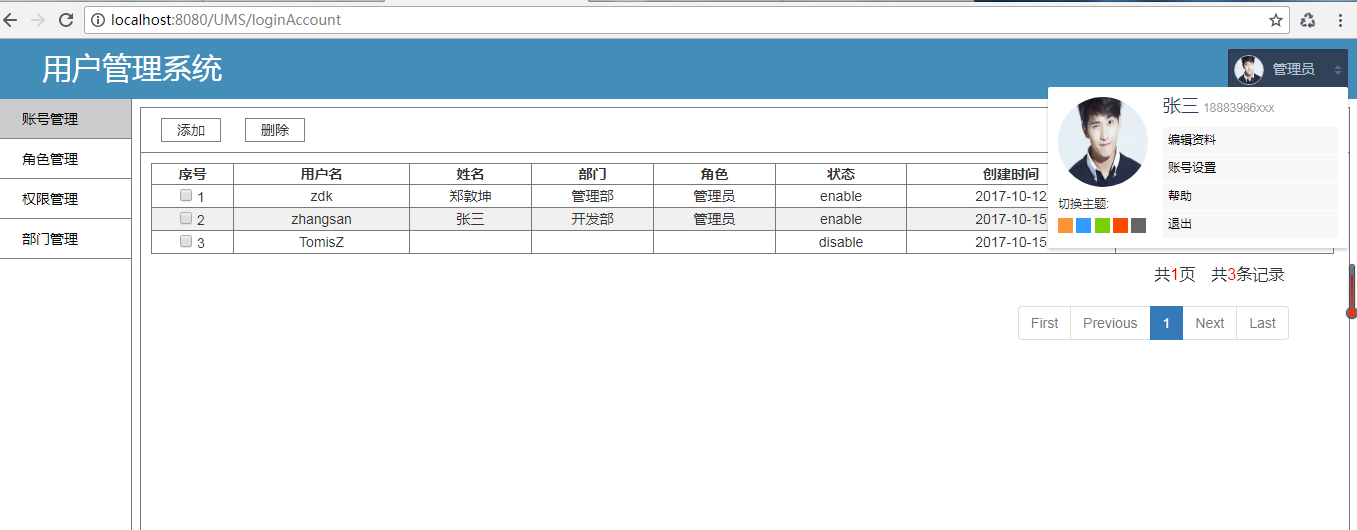 localhost:8080/UMS/loginAccount
用户管理系统
管理员
账号管理
角色管理
权限管理
部门管理
添加 删除
张三 18883986xxx
编辑资料
账号设置
帮助
退出
切换主题:
序号 用户名 姓名 部门 角色 状态 创建时间
1 zdk 郑敦坤 管理部 管理员 enable 2017-10-12
2 zhangsan 张三 开发部 管理员 enable 2017-10-15
3 TomisZ disable 2017-10-15
共1页 共3条记录
First Previous 1 Next Last